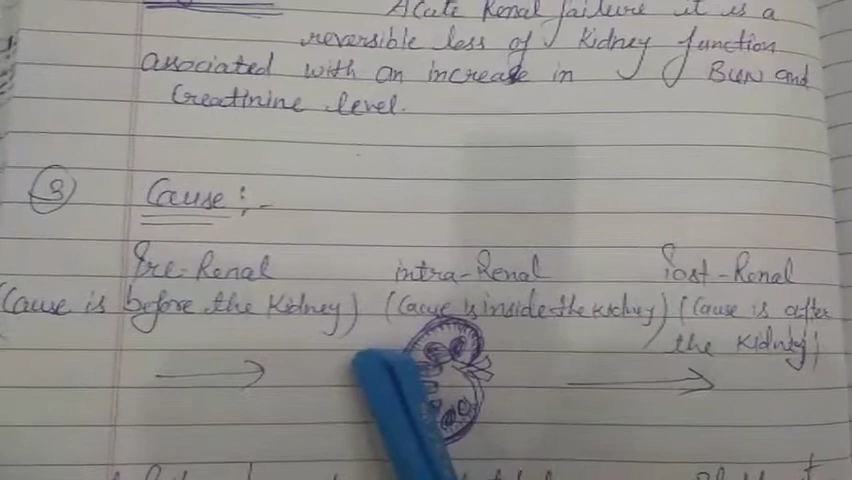 Acute Renal failure it is a
reversible loss of Kidney function
associated with an increase in BUN and
Creatinine level.
3 Cause:-
Pre-Renal intra-Renal Post-Renal
(Cause is before the Kidney) (Cause is inside the kidney) (Cause is after
the Kidney)